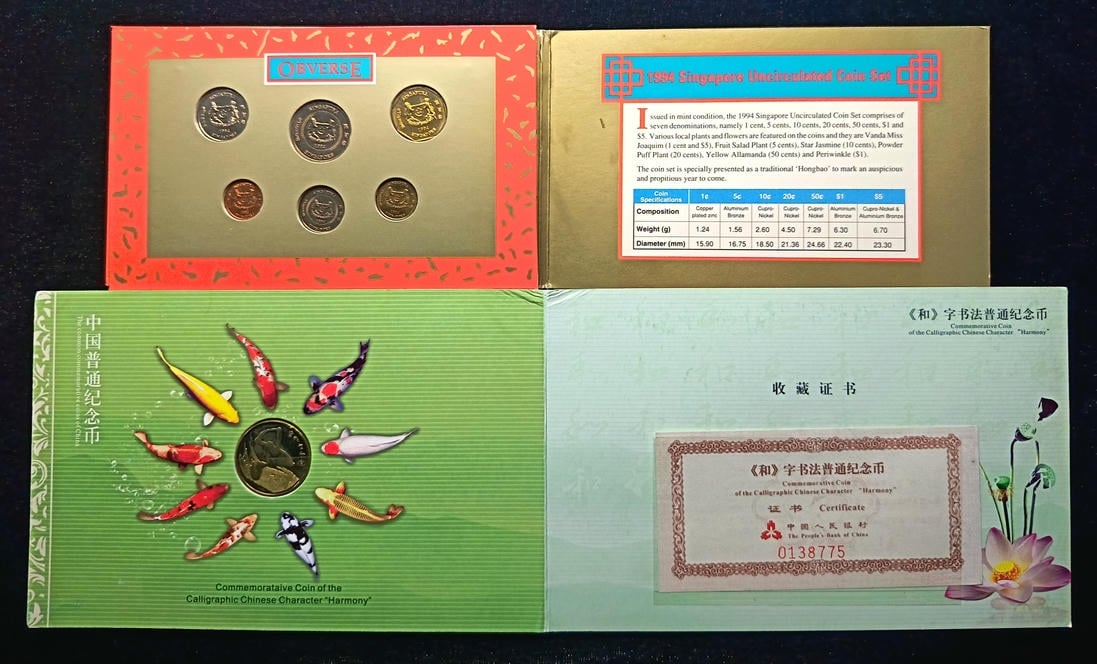 OBVERSE
1994 Singapore Uncirculated Coin Set
Issued in mint condition, the 1994 Singapore Uncirculated Coin Set comprises of
seven denominations, namely 1 cent, 5 cents, 10 cents, 20 cents, 50 cents, $1 and
$5. Various local plants and flowers are featured on the coins and they are Vanda Miss
Joaquim (1 cent and $5), Fruit Salad Plant (5 cents), Star Jasmine (10 cents), Powder
Puff Plant (20 cents), Yellow Allamanda (50 cents) and Periwinkle ($1).
The coin set is specially presented as a traditional 'Hongbao' to mark an auspicious
and propitious year to come.
Coin Specifications 1¢ 5¢ 10¢ 20¢ 50¢ $1 $5
Composition Copper plated zinc Aluminium Bronze Cupro-Nickel Cupro-Nickel Cupro-Nickel Aluminium Bronze Cupro-Nickel & Aluminium Bronze
Weight (g) 1.24 1.56 2.60 4.50 7.29 6.30 6.70
Diameter (mm) 15.90 16.75 18.50 21.36 24.66 22.40 23.30
中国普通纪念币
The common commemorative coins of China
Commemorataive Coin of the
Calligraphic Chinese Character "Harmony"
《和》字书法普通纪念币
Commemorative Coin
of the Calligraphic Chinese Character "Harmony"
收藏证书
《和》字书法普通纪念币
Commemorative Coin
of the Calligraphic Chinese Character "Harmony"
证书 Certificate
中国人民银行
The People's Bank of China
0138775